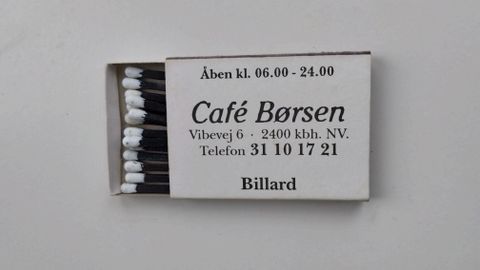 Åben kl. 06.00 - 24.00
Café Børsen
Vibevej 6 · 2400 kbh. NV.
Telefon 31 10 17 21
Billard